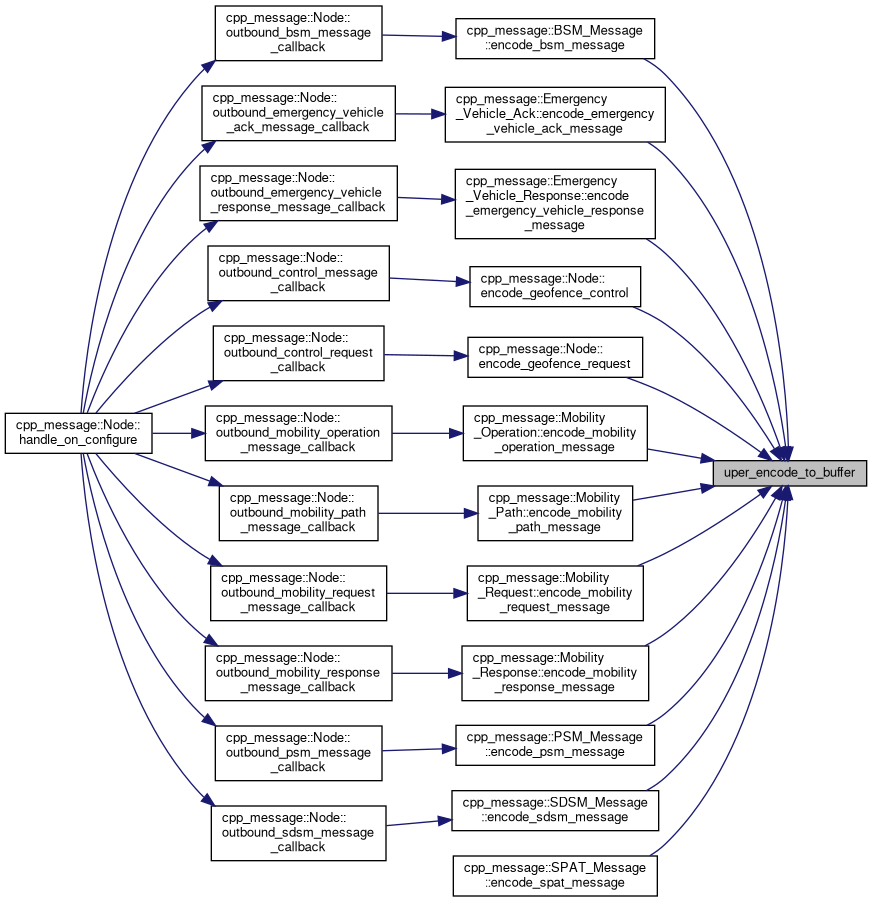 cpp_message::Node::
outbound_bsm_message
_callback
cpp_message::BSM_Message
::encode_bsm_message
cpp_message::Node::
outbound_emergency_vehicle
_ack_message_callback
cpp_message::Emergency
_Vehicle_Ack::encode_emergency
_vehicle_ack_message
cpp_message::Node::
outbound_emergency_vehicle
_response_message_callback
cpp_message::Emergency
_Vehicle_Response::encode
_emergency_vehicle_response
_message
cpp_message::Node::
outbound_control_message
_callback
cpp_message::Node::
encode_geofence_control
cpp_message::Node::
outbound_control_request
_callback
cpp_message::Node::
encode_geofence_request
cpp_message::Node::
handle_on_configure
cpp_message::Node::
outbound_mobility_operation
_message_callback
cpp_message::Mobility
_Operation::encode_mobility
_operation_message
uper_encode_to_buffer
cpp_message::Node::
outbound_mobility_path
_message_callback
cpp_message::Mobility
_Path::encode_mobility
_path_message
cpp_message::Node::
outbound_mobility_request
_message_callback
cpp_message::Mobility
_Request::encode_mobility
_request_message
cpp_message::Node::
outbound_mobility_response
_message_callback
cpp_message::Mobility
_Response::encode_mobility
_response_message
cpp_message::Node::
outbound_psm_message
_callback
cpp_message::PSM_Message
::encode_psm_message
cpp_message::Node::
outbound_sdsm_message
_callback
cpp_message::SDSM_Message
::encode_sdsm_message
cpp_message::SPAT_Message
::encode_spat_message